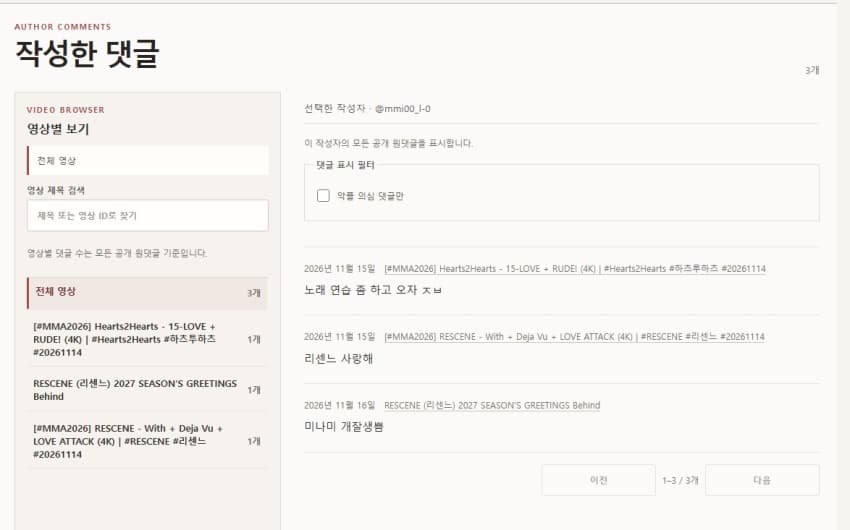 AUTHOR COMMENTS
작성한 댓글
3개
VIDEO BROWSER
영상별 보기
전체 영상
영상 제목 검색
제목 또는 영상 ID로 찾기
영상별 댓글 수는 모든 공개 원댓글 기준입니다.
전체 영상 3개
[#MMA2026] Hearts2Hearts - 15-LOVE +
RUDE! (4K) | #Hearts2Hearts #하츠투하츠 1개
#20261114
RESCENE (리센느) 2027 SEASON'S GREETINGS 1개
Behind
[#MMA2026] RESCENE - With + Deja Vu +
LOVE ATTACK (4K) | #RESCENE #리센느 1개
#20261114
선택한 작성자 · @mmi00_l-0
이 작성자의 모든 공개 원댓글을 표시합니다.
댓글 표시 필터
악플 의심 댓글만
2026년 11월 15일 [#MMA2026] Hearts2Hearts - 15-LOVE + RUDE! (4K) | #Hearts2Hearts #하츠투하츠 #20261114
노래 연습 좀 하고 오자 ㅈㅂ
2026년 11월 15일 [#MMA2026] RESCENE - With + Deja Vu + LOVE ATTACK (4K) | #RESCENE #리센느 #20261114
리센느 사랑해
2026년 11월 16일 RESCENE (리센느) 2027 SEASON'S GREETINGS Behind
미나미 개잘생쁨
이전 1–3 / 3개 다음